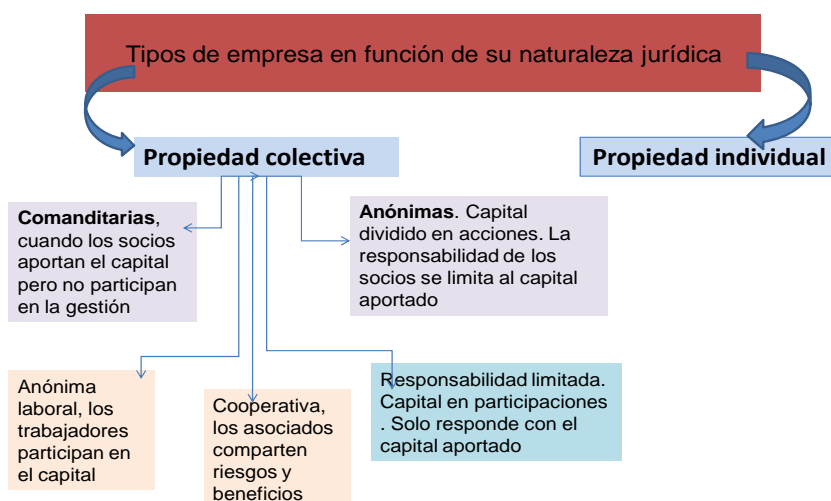 Tipos de empresa en función de su naturaleza jurídica
Propiedad colectiva
Propiedad individual
Comanditarias,
cuando los socios
aportan el capital
pero no participan
en la gestión
Anónimas. Capital
dividido en acciones. La
responsabilidad de los
socios se limita al capital
aportado
Anónima
laboral, los
trabajadores
participan en
el capital
Cooperativa,
los asociados
comparten
riesgos y
beneficios
Responsabilidad limitada.
Capital en participaciones
. Solo responde con el
capital aportado